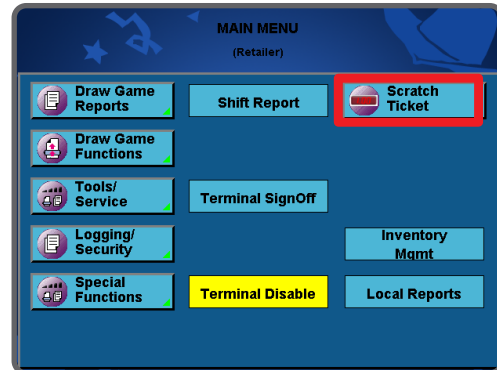 MAIN MENU
(Retailer)
Draw Game
Reports
Shift Report
Scratch
Ticket
Draw Game
Functions
Tools/
Service
Terminal SignOff
Logging/
Security
Inventory
Mgmt
Special
Functions
Terminal Disable
Local Reports